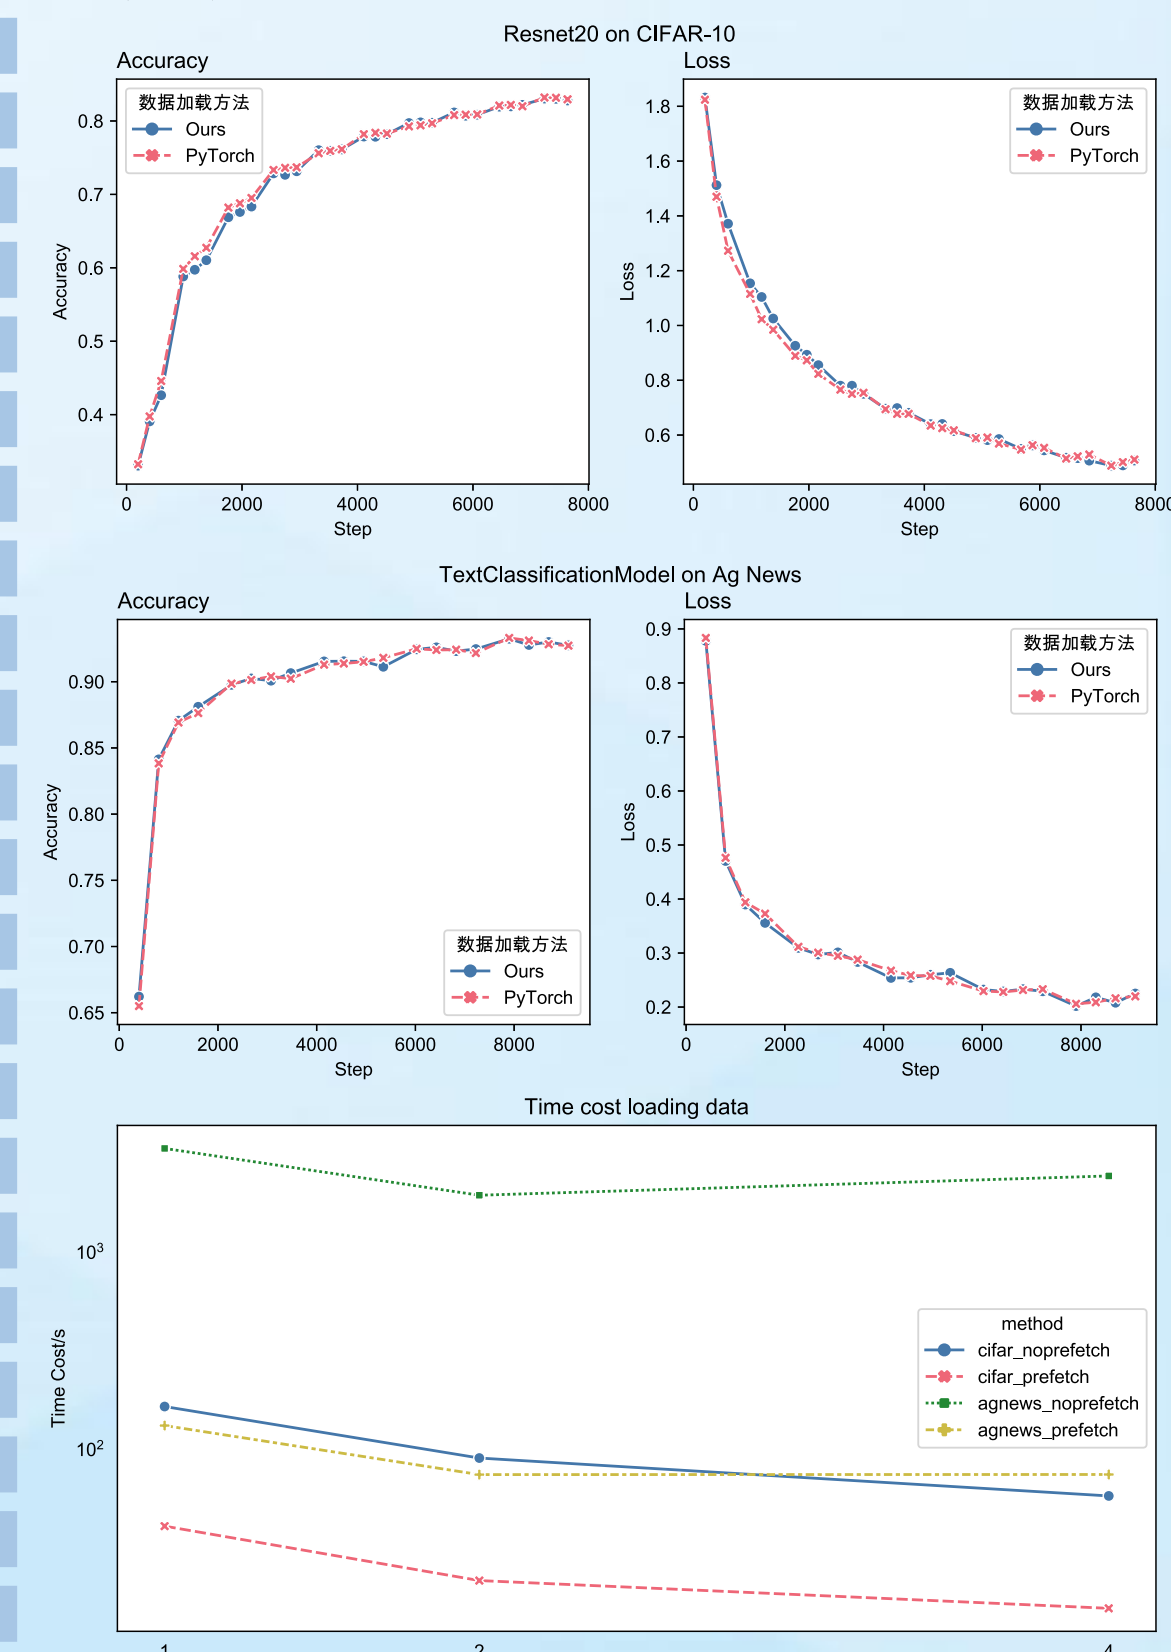 Resnet20 on CIFAR-10
Accuracy
数据加载方法
Ours
PyTorch
0.8
0.7
0.6
0.5
0.4
Accuracy
0 2000 4000 6000 8000
Step
Loss
数据加载方法
Ours
PyTorch
1.8
1.6
1.4
1.2
1.0
0.8
0.6
Loss
0 2000 4000 6000 8000
Step
TextClassificationModel on Ag News
Accuracy
0.90
0.85
0.80
0.75
0.70
0.65
Accuracy
数据加载方法
Ours
PyTorch
0 2000 4000 6000 8000
Step
Loss
数据加载方法
Ours
PyTorch
0.9
0.8
0.7
0.6
0.5
0.4
0.3
0.2
Loss
0 2000 4000 6000 8000
Step
Time cost loading data
10³
10²
Time Cost/s
method
cifar_noprefetch
cifar_prefetch
agnews_noprefetch
agnews_prefetch
1 2 4